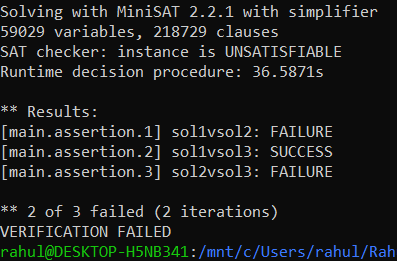 Solving with MiniSAT 2.2.1 with simplifier
59029 variables, 218729 clauses
SAT checker: instance is UNSATISFIABLE
Runtime decision procedure: 36.5871s
** Results:
[main.assertion.1] sol1vsol2: FAILURE
[main.assertion.2] sol1vsol3: SUCCESS
[main.assertion.3] sol2vsol3: FAILURE
** 2 of 3 failed (2 iterations)
VERIFICATION FAILED
rahul@DESKTOP-H5NB341:/mnt/c/Users/rahul/Rah